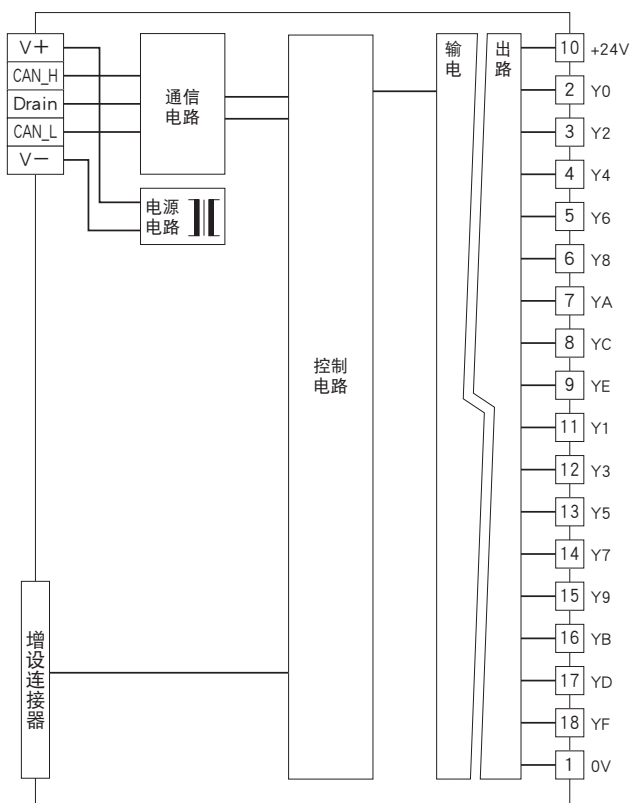 V+
CAN_H
Drain
CAN_L
V−
通信
电路
电源
电路
控制
电路
增设连接器
输 出
电 路
10 +24V
2 Y0
3 Y2
4 Y4
5 Y6
6 Y8
7 YA
8 YC
9 YE
11 Y1
12 Y3
13 Y5
14 Y7
15 Y9
16 YB
17 YD
18 YF
1 0V